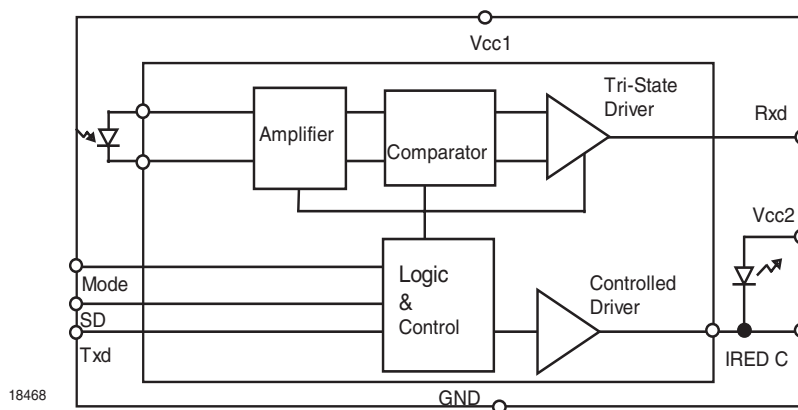 Vcc1
Tri-State
Driver
Rxd
Amplifier
Comparator
Vcc2
Mode
Logic
&
Control
Controlled
Driver
SD
Txd
IRED C
18468
GND